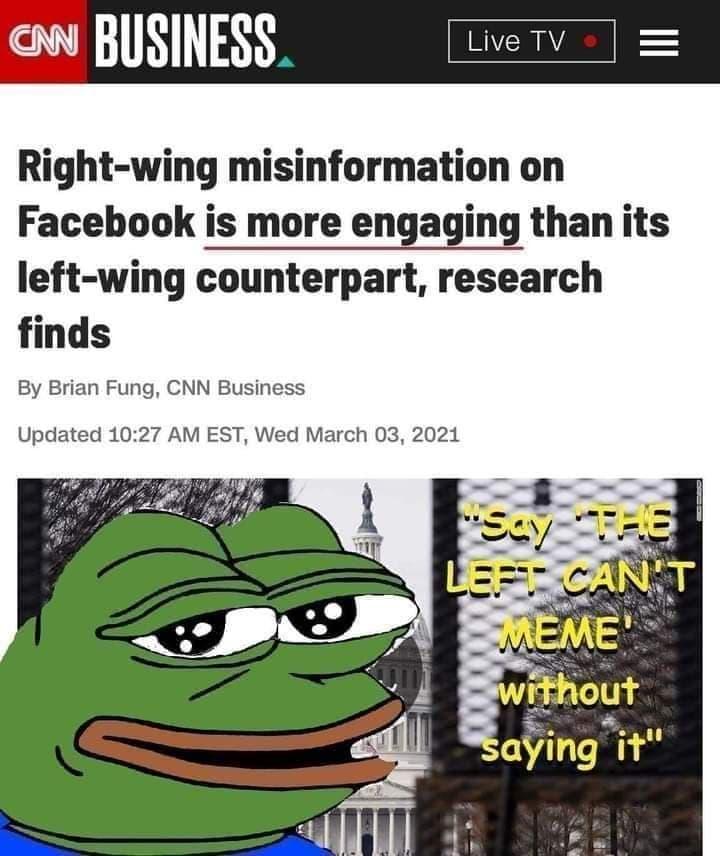 CNN BUSINESS
Live TV
Right-wing misinformation on
Facebook is more engaging than its
left-wing counterpart, research
finds
By Brian Fung, CNN Business
Updated 10:27 AM EST, Wed March 03, 2021
"Say 'THE
LEFT CAN'T
MEME'
without
saying it"